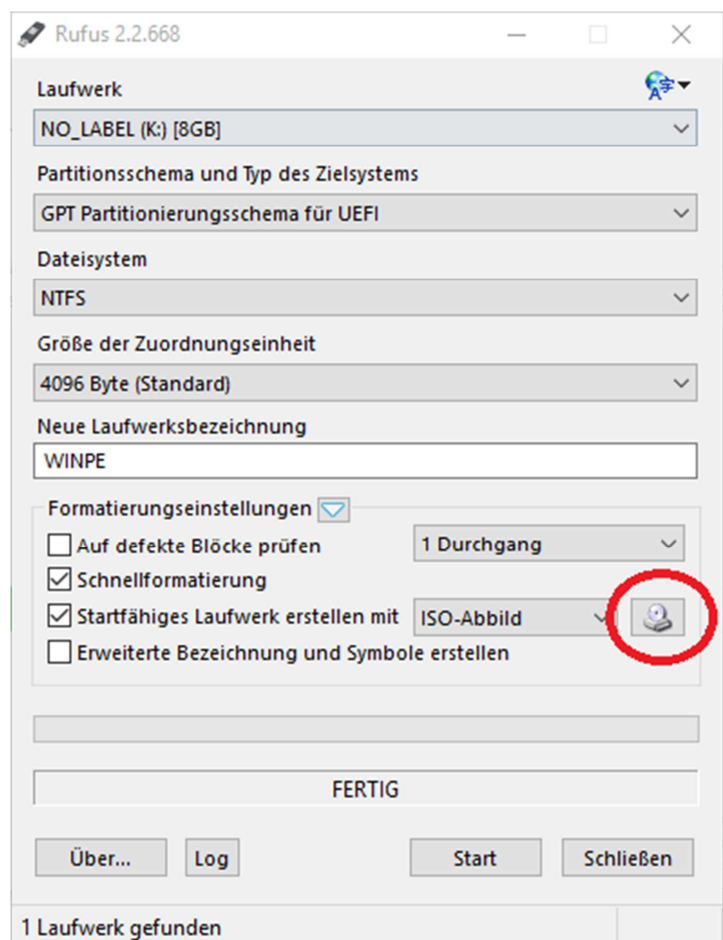 Rufus 2.2.668
Laufwerk
NO_LABEL (K:) [8GB]
Partitionsschema und Typ des Zielsystems
GPT Partitionierungsschema für UEFI
Dateisystem
NTFS
Größe der Zuordnungseinheit
4096 Byte (Standard)
Neue Laufwerksbezeichnung
WINPE
Formatierungseinstellungen
Auf defekte Blöcke prüfen 1 Durchgang
Schnellformatierung
Startfähiges Laufwerk erstellen mit ISO-Abbild
Erweiterte Bezeichnung und Symbole erstellen
FERTIG
Über... Log Start Schließen
1 Laufwerk gefunden